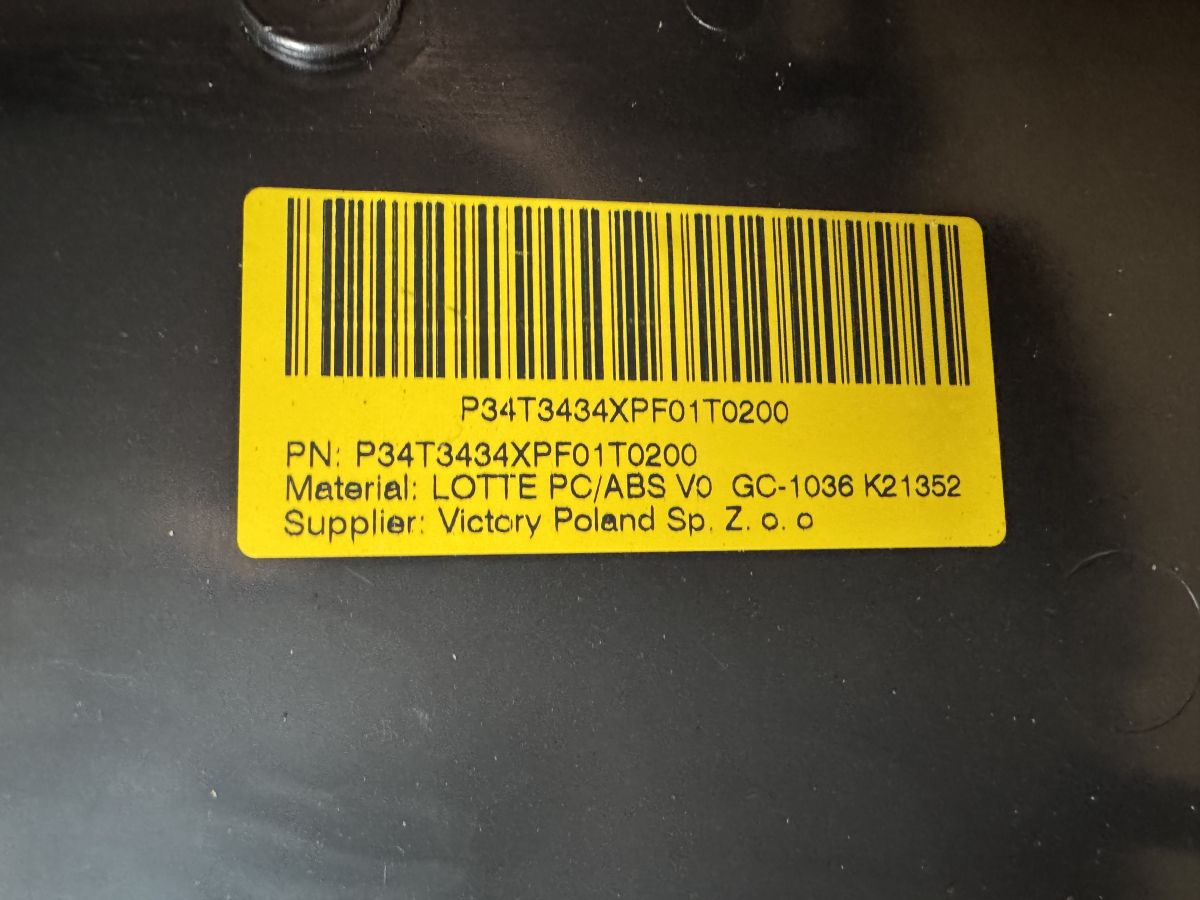 P34T3434XPF01T0200
PN: P34T3434XPF01T0200
Material: LOTTE PC/ABS V0 GC-1036 K21352
Supplier: Victory Poland Sp. Z. o. o